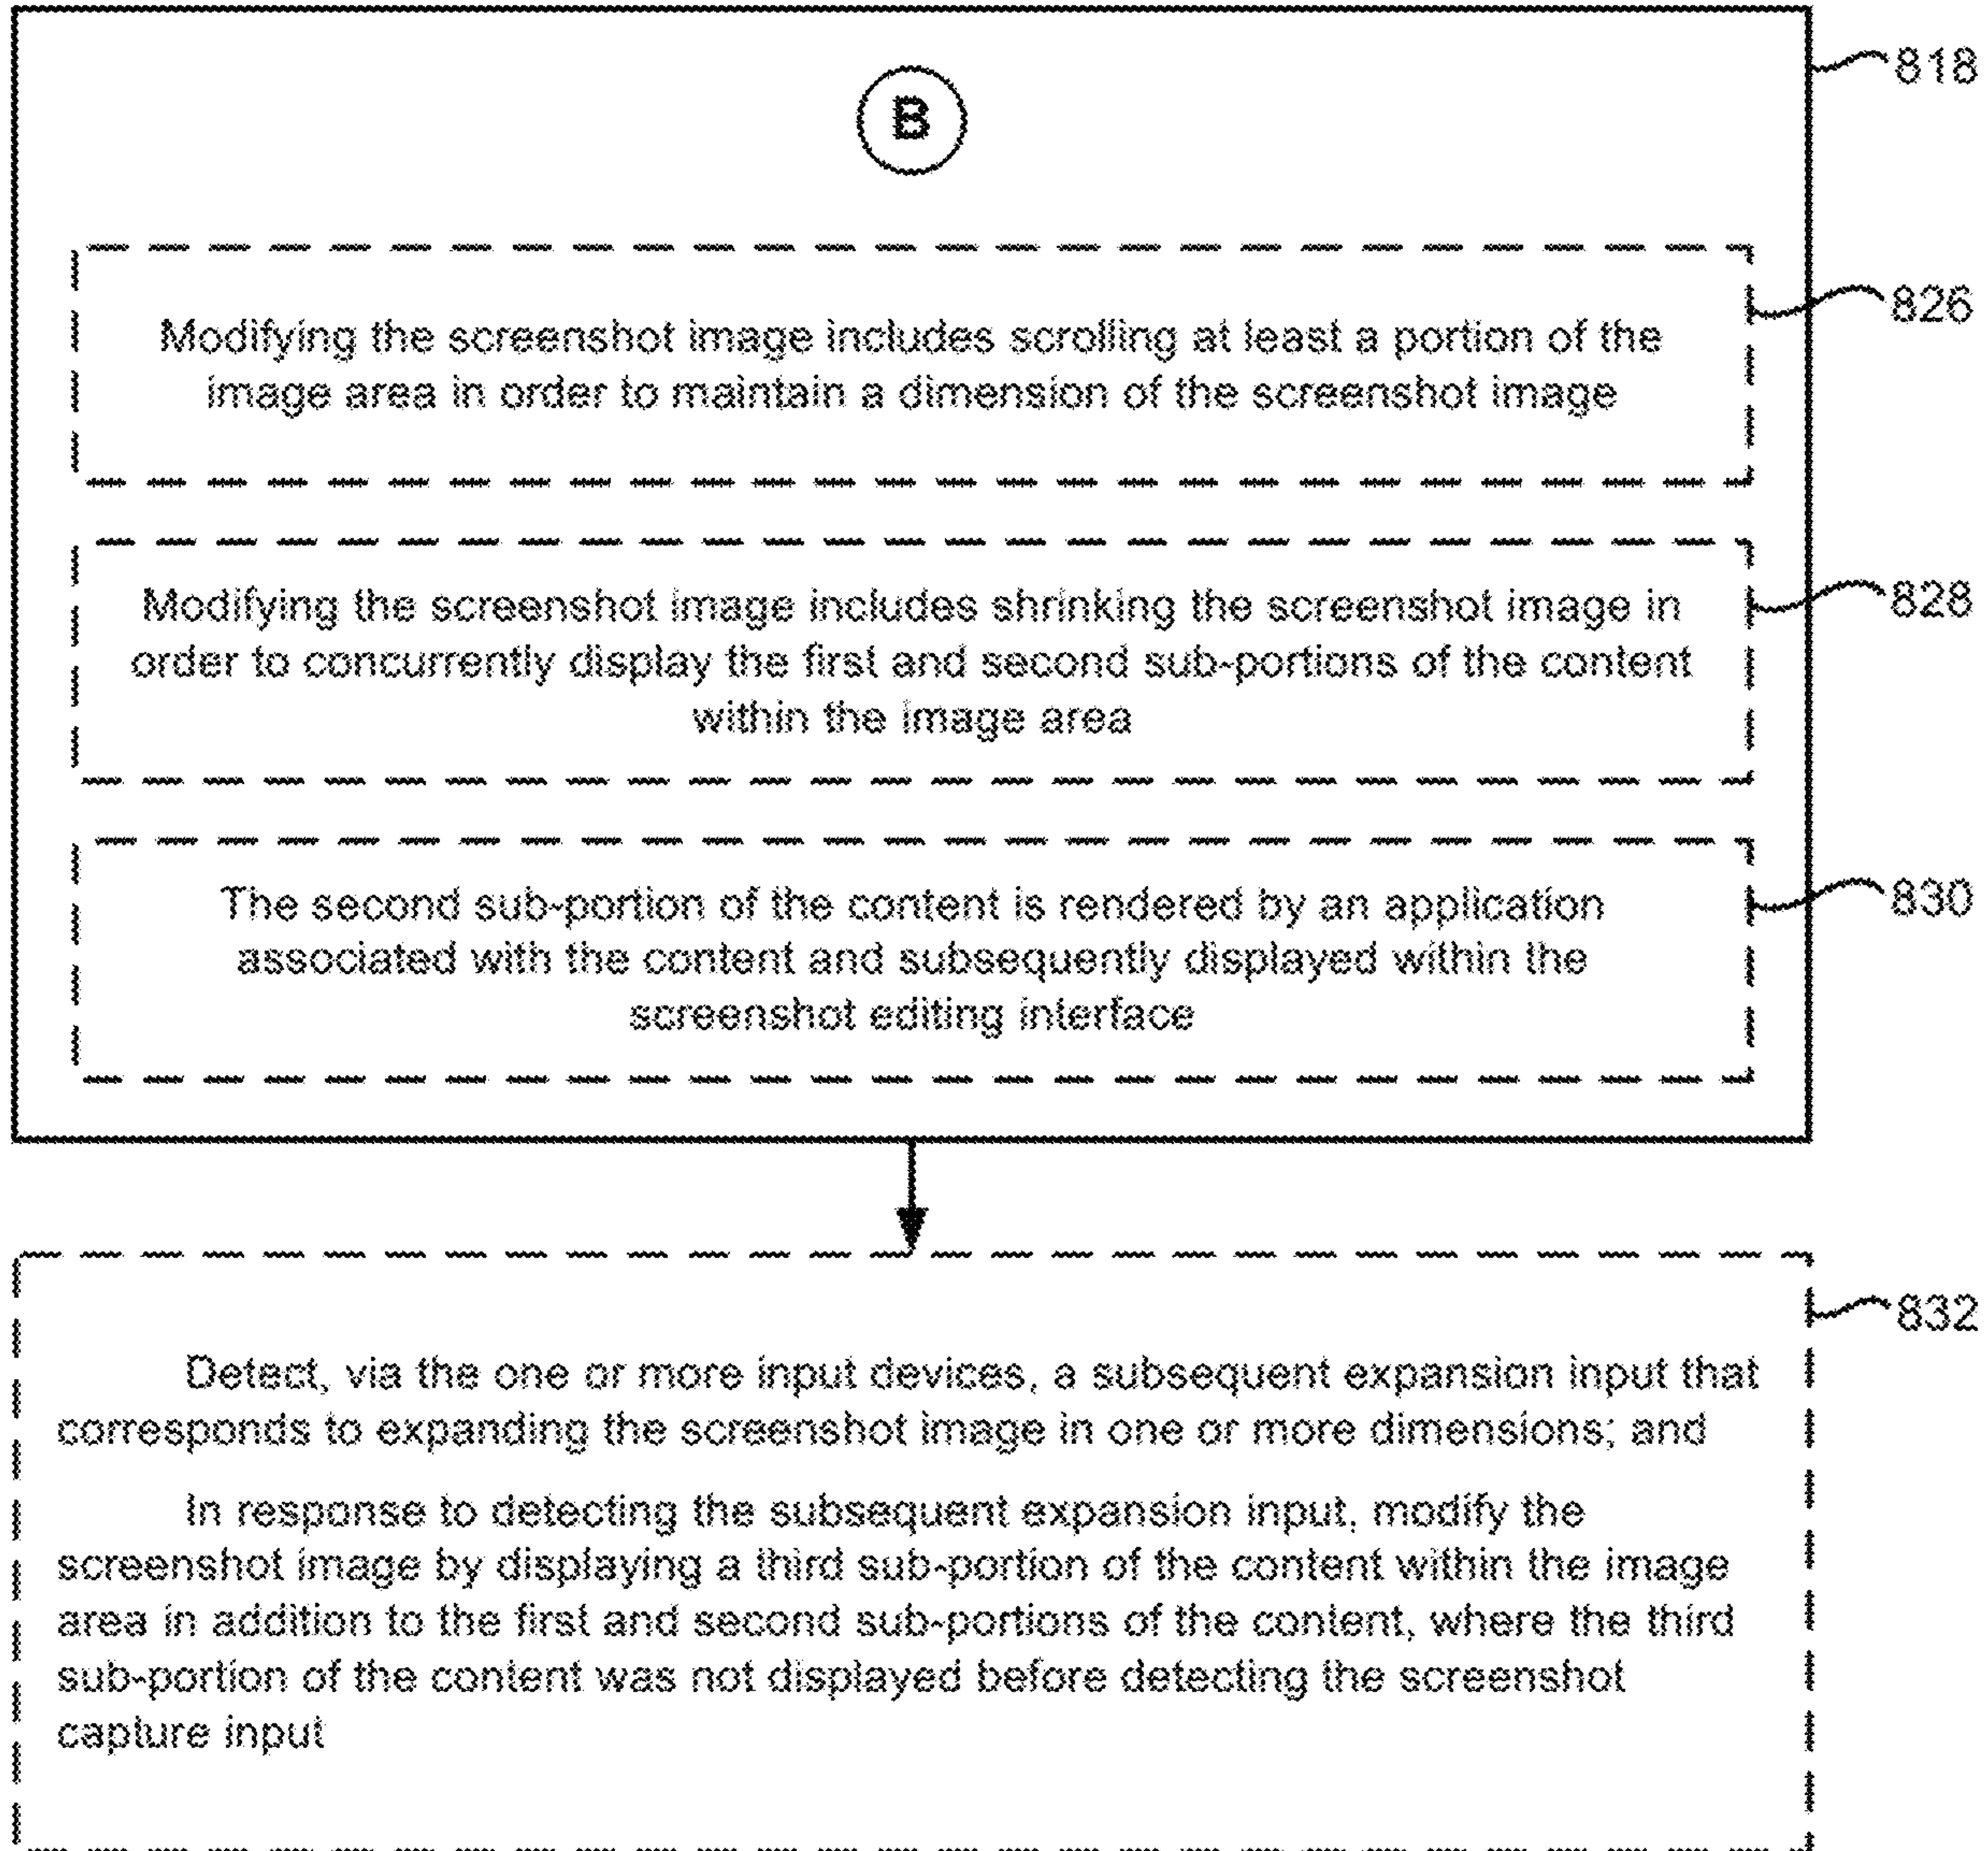 818
B
826
Modifying the screenshot image includes scrolling at least a portion of the
image area in order to maintain a dimension of the screenshot image
828
Modifying the screenshot image includes shrinking the screenshot image in
order to concurrently display the first and second sub-portions of the content
within the image area
830
The second sub-portion of the content is rendered by an application
associated with the content and subsequently displayed within the
screenshot editing interface
832
Detect, via the one or more input devices, a subsequent expansion input that
corresponds to expanding the screenshot image in one or more dimensions; and
In response to detecting the subsequent expansion input, modify the
screenshot image by displaying a third sub-portion of the content within the image
area in addition to the first and second sub-portions of the content, where the third
sub-portion of the content was not displayed before detecting the screenshot
capture input